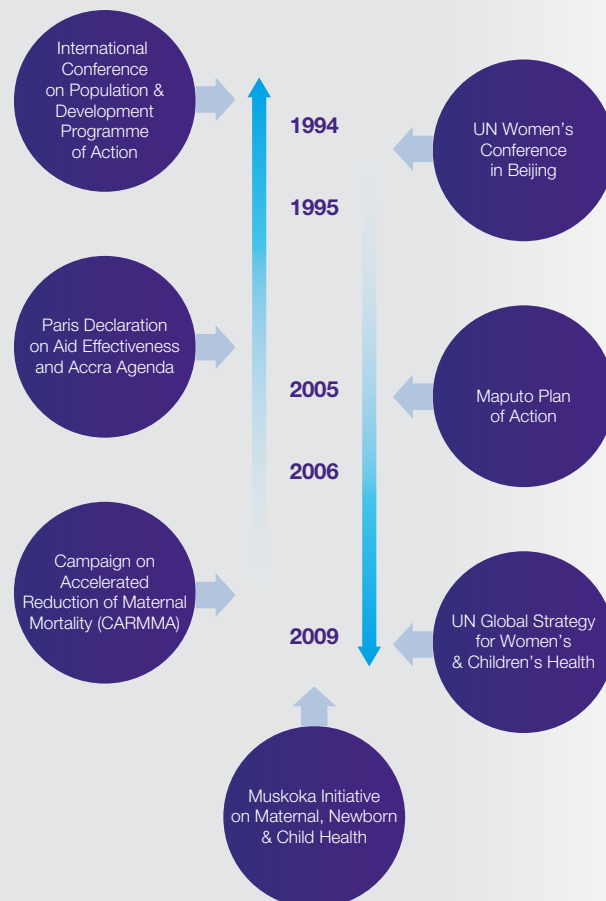 International
Conference
on Population &
Development
Programme
of Action
1994
UN Women's
Conference
in Beijing
1995
Paris Declaration
on Aid Effectiveness
and Accra Agenda
2005
Maputo Plan
of Action
2006
Campaign on
Accelerated
Reduction of Maternal
Mortality (CARMMA)
2009
UN Global Strategy
for Women's
& Children's Health
Muskoka Initiative
on Maternal, Newborn
& Child Health